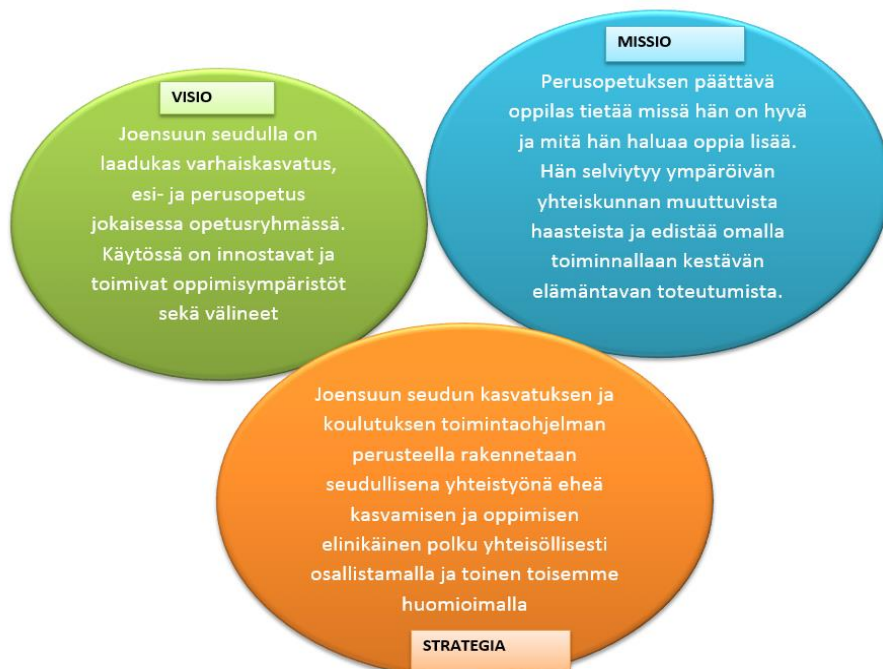 VISIO
Joensuun seudulla on
laadukas varhaiskasvatus,
esi- ja perusopetus
jokaisessa opetusryhmässä.
Käytössä on innostavat ja
toimivat oppimisympäristöt
sekä välineet
MISSIO
Perusopetuksen päättävä
oppilas tietää missä hän on hyvä
ja mitä hän haluaa oppia lisää.
Hän selviytyy ympäröivän
yhteiskunnan muuttuvista
haasteista ja edistää omalla
toiminnallaan kestävän
elämäntavan toteutumista.
Joensuun seudun kasvatuksen ja
koulutuksen toimintaohjelman
perusteella rakennetaan
seudullisena yhteistyönä eheä
kasvamisen ja oppimisen
elinikäinen polku yhteisöllisesti
osallistamalla ja toinen toisemme
huomioimalla
STRATEGIA